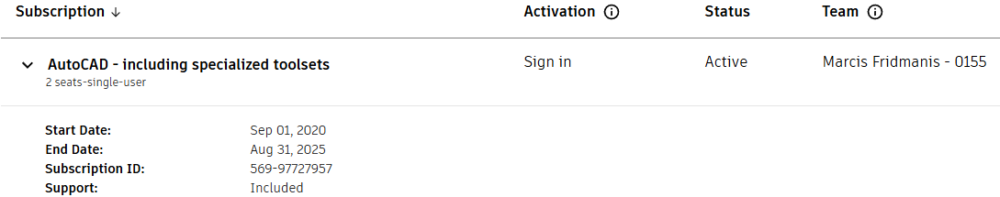 Subscription ↓ Activation Status Team
AutoCAD - including specialized toolsets Sign in Active Marcis Fridmanis - 0155
2 seats-single-user
Start Date: Sep 01, 2020
End Date: Aug 31, 2025
Subscription ID: 569-97727957
Support: Included